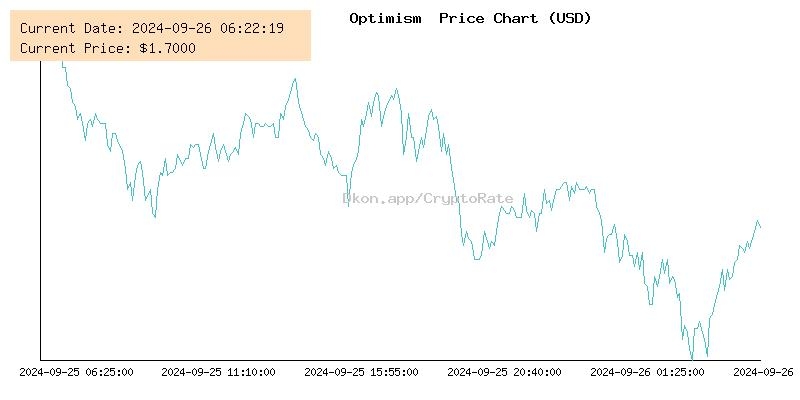 Optimism  Price Chart (USD)
Current Date: 2024-09-26 06:22:19
Current Price: $1.7000
Dkon.app/CryptoRate
2024-09-25 06:25:00 2024-09-25 11:10:00 2024-09-25 15:55:00 2024-09-25 20:40:00 2024-09-26 01:25:00 2024-09-26